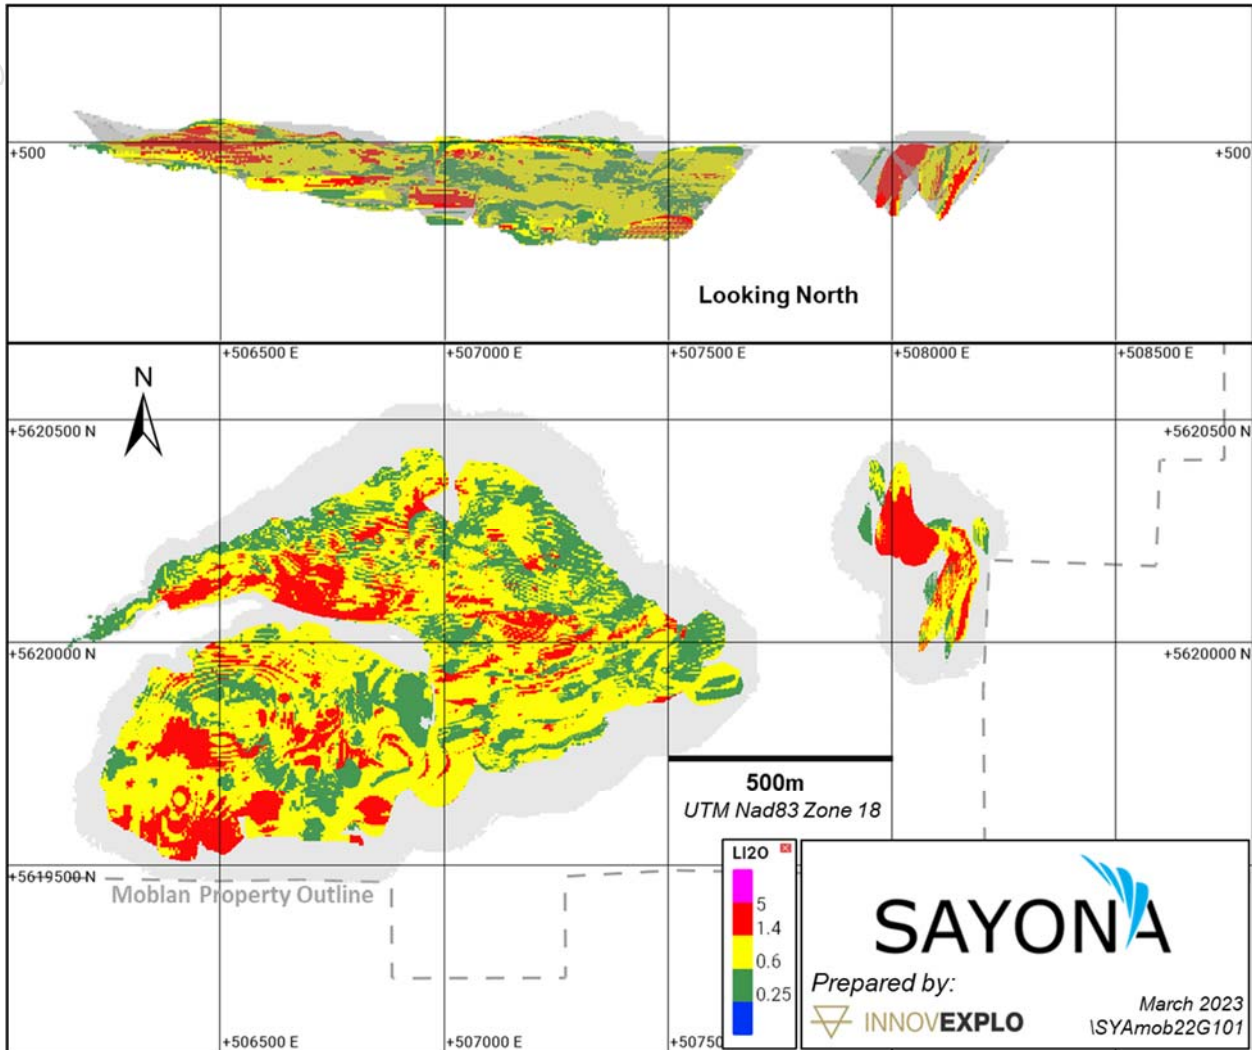 +500
+500
Looking North
+506500 E
+507000 E
+507500 E
+508000 E
+508500 E
N
+5620500 N
+5620500 N
+5620000 N
+5620000 N
500m
UTM Nad83 Zone 18
+5619500 N
Moblan Property Outline
LI2O
5
1.4
0.6
0.25
SAYONA
Prepared by:
INNOVEXPLO
March 2023
\SYAmob22G101
+506500 E
+507000 E
+50750